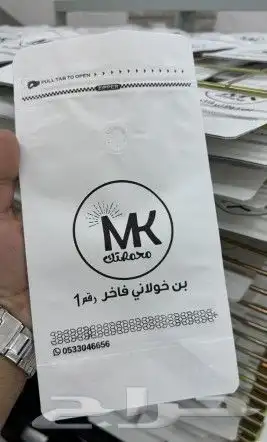 PULL TAB TO OPEN
ZIPPER
MK
محمصتك
بن خولاني فاخر رقم 1
0533046656
حراج